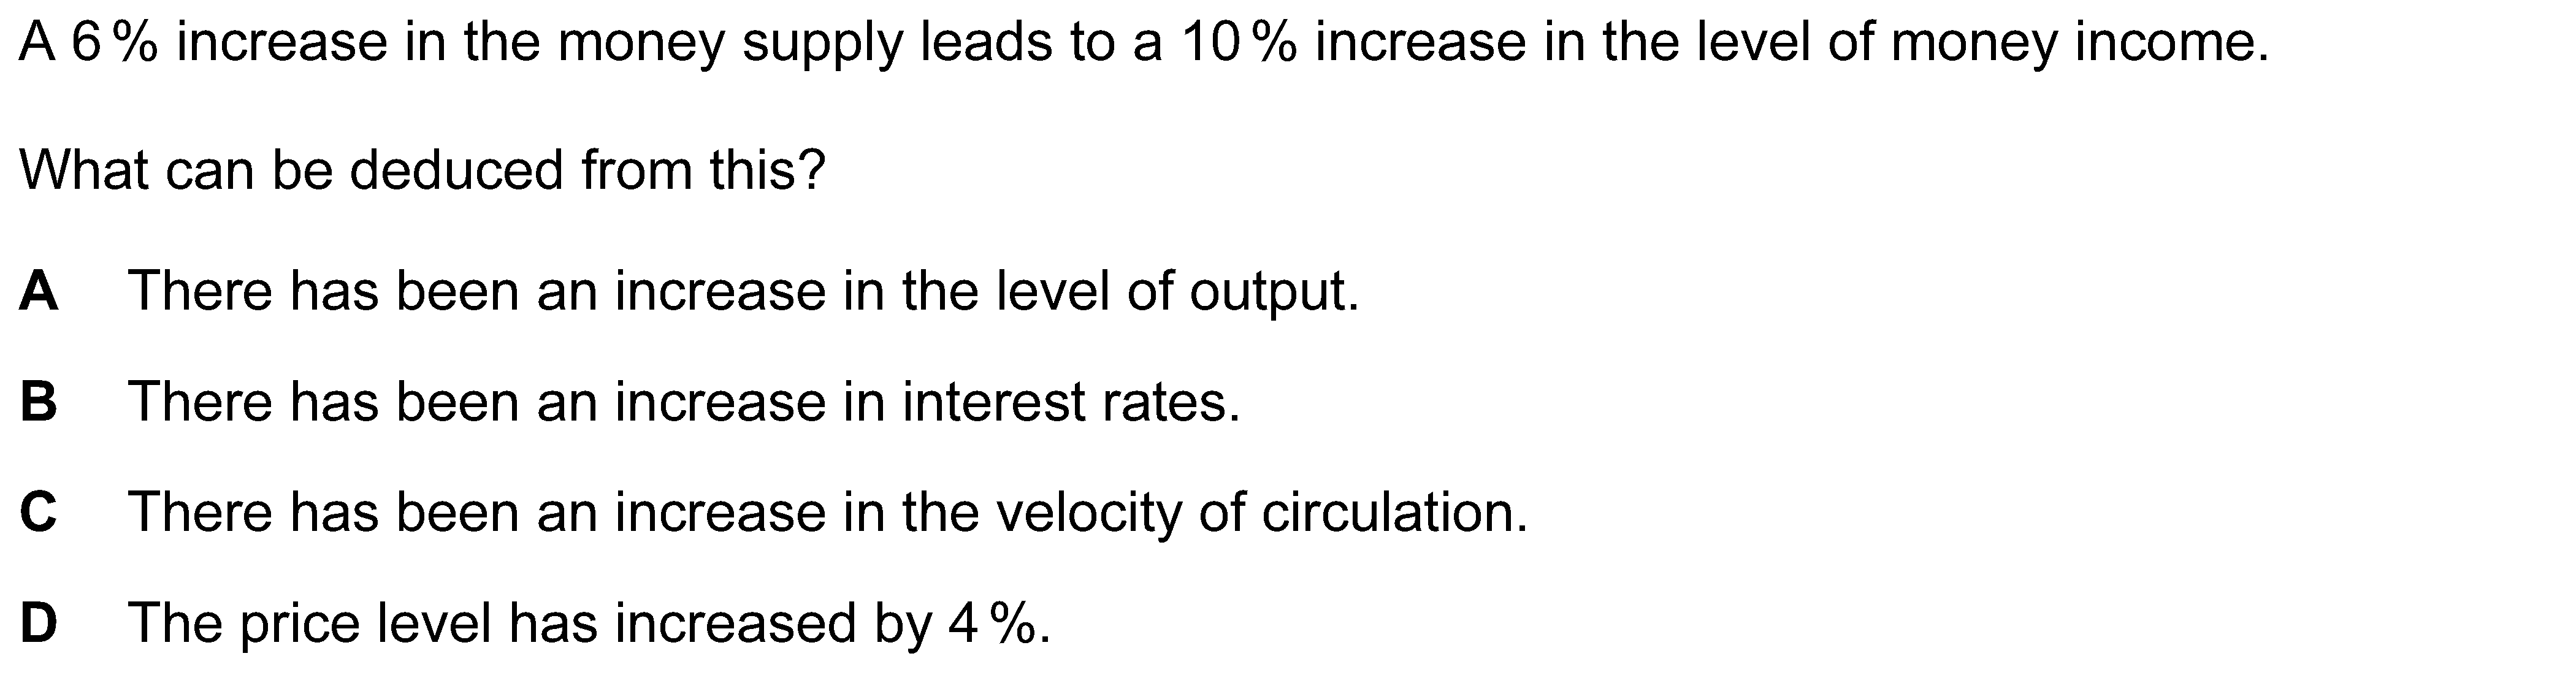 A 6% increase in the money supply leads to a 10% increase in the level of money income.
What can be deduced from this?
A There has been an increase in the level of output.
B There has been an increase in interest rates.
C There has been an increase in the velocity of circulation.
D The price level has increased by 4%.